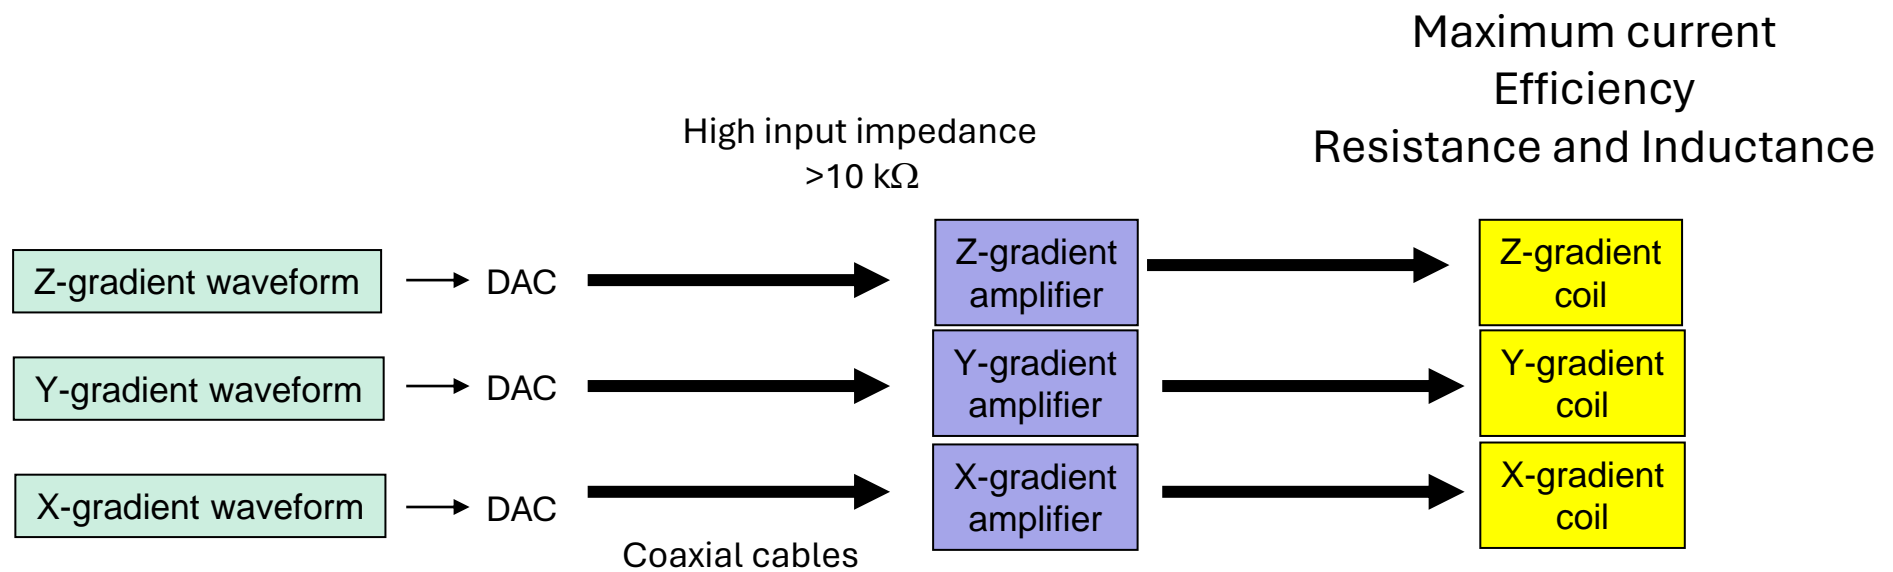 Maximum current
Efficiency
Resistance and Inductance
High input impedance
>10 kΩ
Z-gradient waveform
DAC
Z-gradient
amplifier
Z-gradient
coil
Y-gradient waveform
DAC
Y-gradient
amplifier
Y-gradient
coil
X-gradient waveform
DAC
X-gradient
amplifier
X-gradient
coil
Coaxial cables